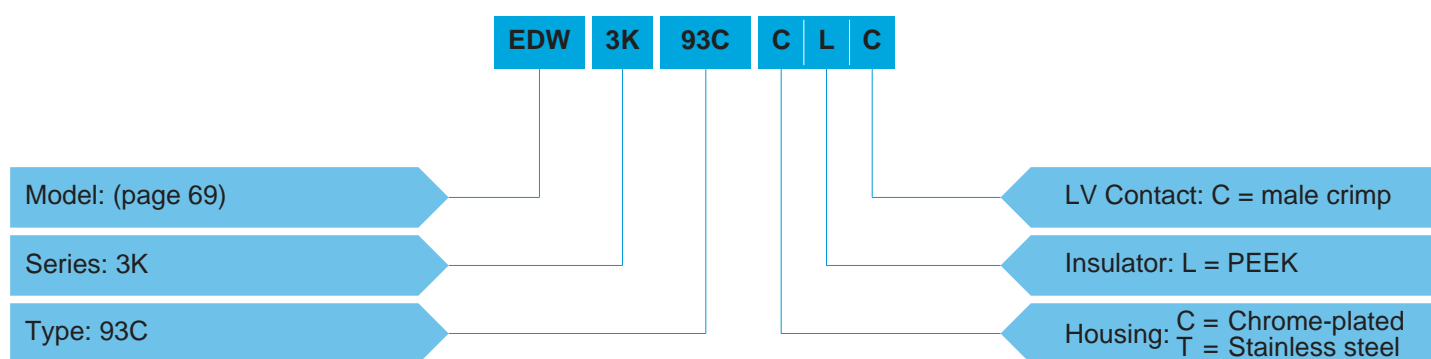 EDW 3K 93C C L C
Model: (page 69)
LV Contact: C = male crimp
Series: 3K
Insulator: L = PEEK
Type: 93C
Housing: C = Chrome-plated
T = Stainless steel